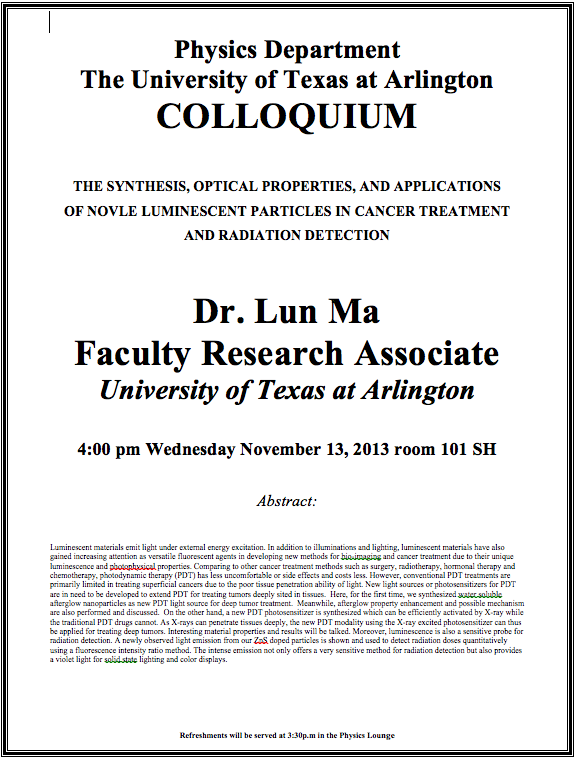 Physics Department
The University of Texas at Arlington
COLLOQUIUM
THE SYNTHESIS, OPTICAL PROPERTIES, AND APPLICATIONS
OF NOVLE LUMINESCENT PARTICLES IN CANCER TREATMENT
AND RADIATION DETECTION
Dr. Lun Ma
Faculty Research Associate
University of Texas at Arlington
4:00 pm Wednesday November 13, 2013 room 101 SH
Abstract:
Luminescent materials emit light under external energy excitation. In addition to illuminations and lighting, luminescent materials have also
gained increasing attention as versatile fluorescent agents in developing new methods for bio-imaging and cancer treatment due to their unique
luminescence and photophysical properties. Comparing to other cancer treatment methods such as surgery, radiotherapy, hormonal therapy and
chemotherapy, photodynamic therapy (PDT) has less uncomfortable or side effects and costs less. However, conventional PDT treatments are
primarily limited in treating superficial cancers due to the poor tissue penetration ability of light. New light sources or photosensitizers for PDT
are in need to be developed to extend PDT for treating tumors deeply sited in tissues. Here, for the first time, we synthesized water soluble
afterglow nanoparticles as new PDT light source for deep tumor treatment. Meanwhile, afterglow property enhancement and possible mechanism
are also performed and discussed. On the other hand, a new PDT photosensitizer is synthesized which can be efficiently activated by X-ray while
the traditional PDT drugs cannot. As X-rays can penetrate tissues deeply, the new PDT modality using the X-ray excited photosensitizer can thus
be applied for treating deep tumors. Interesting material properties and results will be talked. Moreover, luminescence is also a sensitive probe for
radiation detection. A newly observed light emission from our ZnS doped particles is shown and used to detect radiation doses quantitatively
using a fluorescence intensity ratio method. The intense emission not only offers a very sensitive method for radiation detection but also provides
a violet light for solid state lighting and color displays.
Refreshments will be served at 3:30p.m in the Physics Lounge